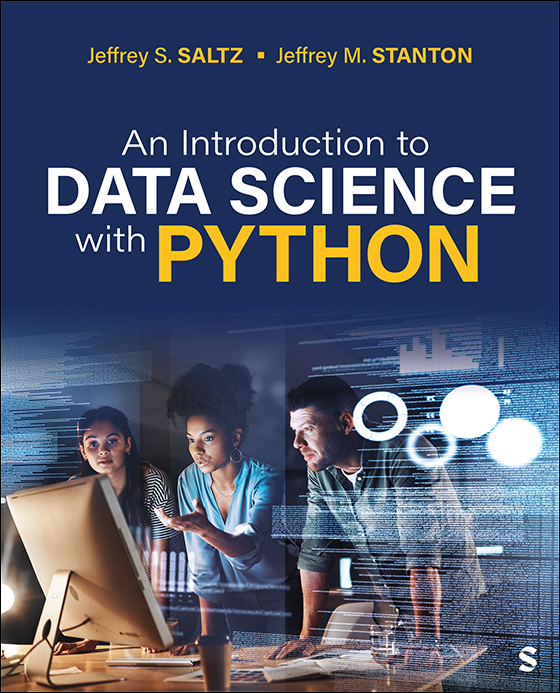 Jeffrey S. SALTZ ▪ Jeffrey M. STANTON
An Introduction to
DATA SCIENCE
with PYTHON
S